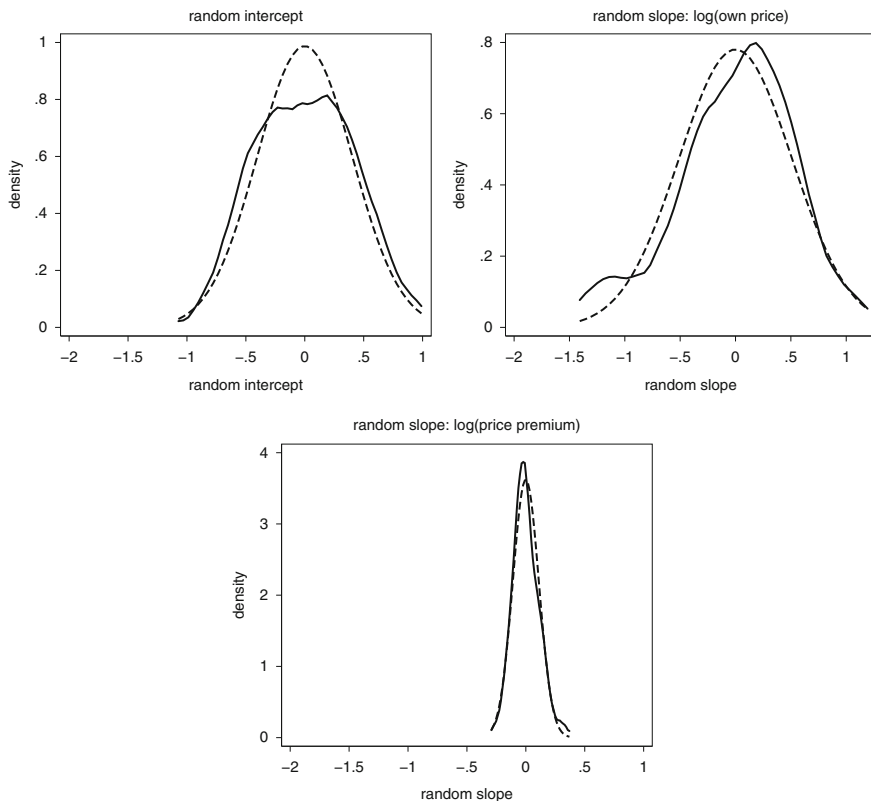 random intercept
1
.8
.6
.4
.2
0
density
−2 −1.5 −1 −.5 0 .5 1
random intercept
random slope: log(own price)
.8
.6
.4
.2
0
density
−2 −1.5 −1 −.5 0 .5 1
random slope
random slope: log(price premium)
4
3
2
1
0
density
−2 −1.5 −1 −.5 0 .5 1
random slope